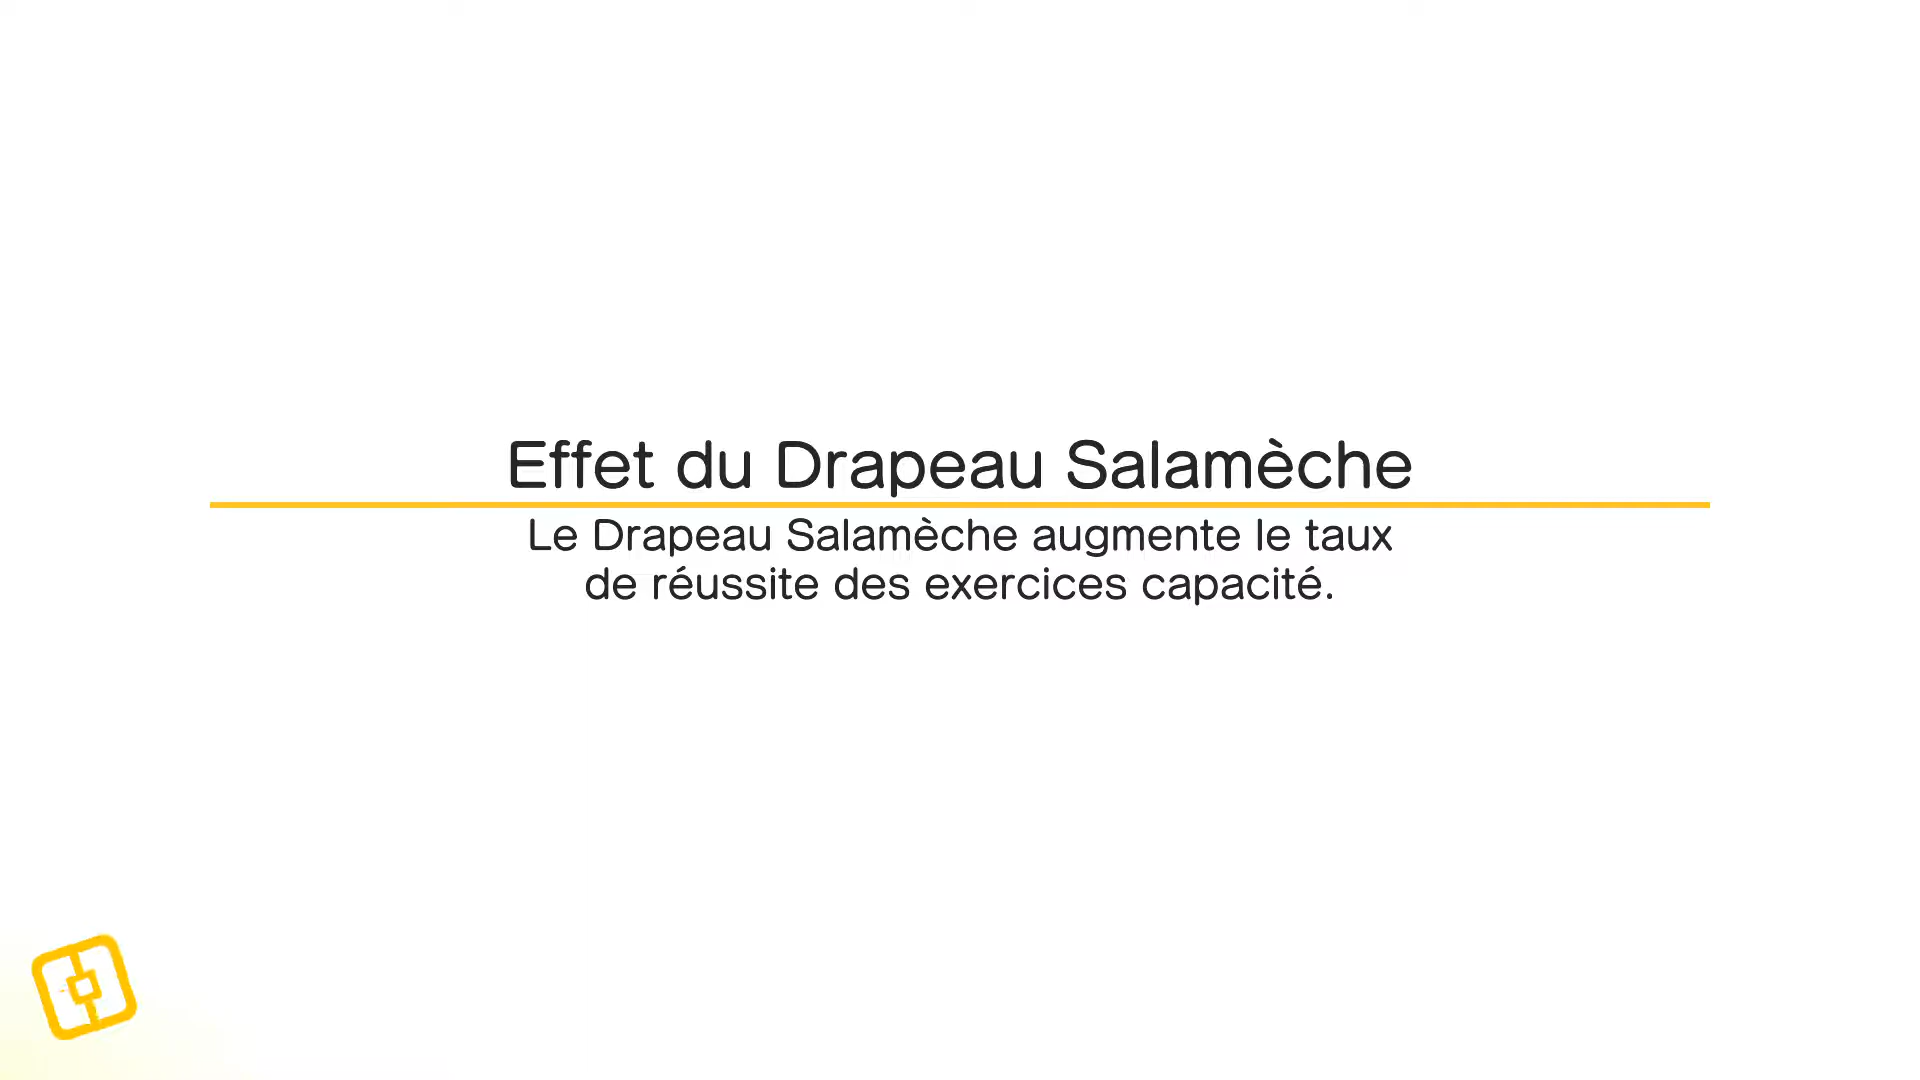 Effet du Drapeau Salamèche
Le Drapeau Salamèche augmente le taux
de réussite des exercices capacité.